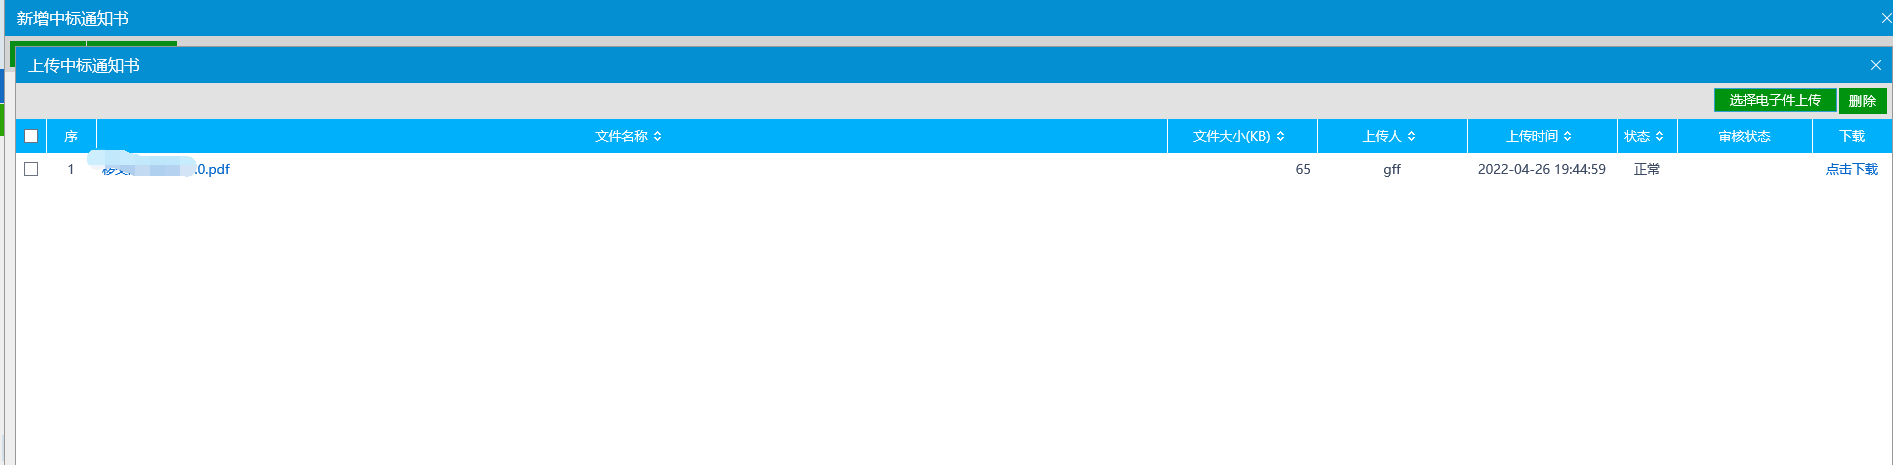 新增中标通知书
上传中标通知书
选择电子件上传 删除
序 文件名称 文件大小(KB) 上传人 上传时间 状态 审核状态 下载
1 .0.pdf 65 gff 2022-04-26 19:44:59 正常 点击下载